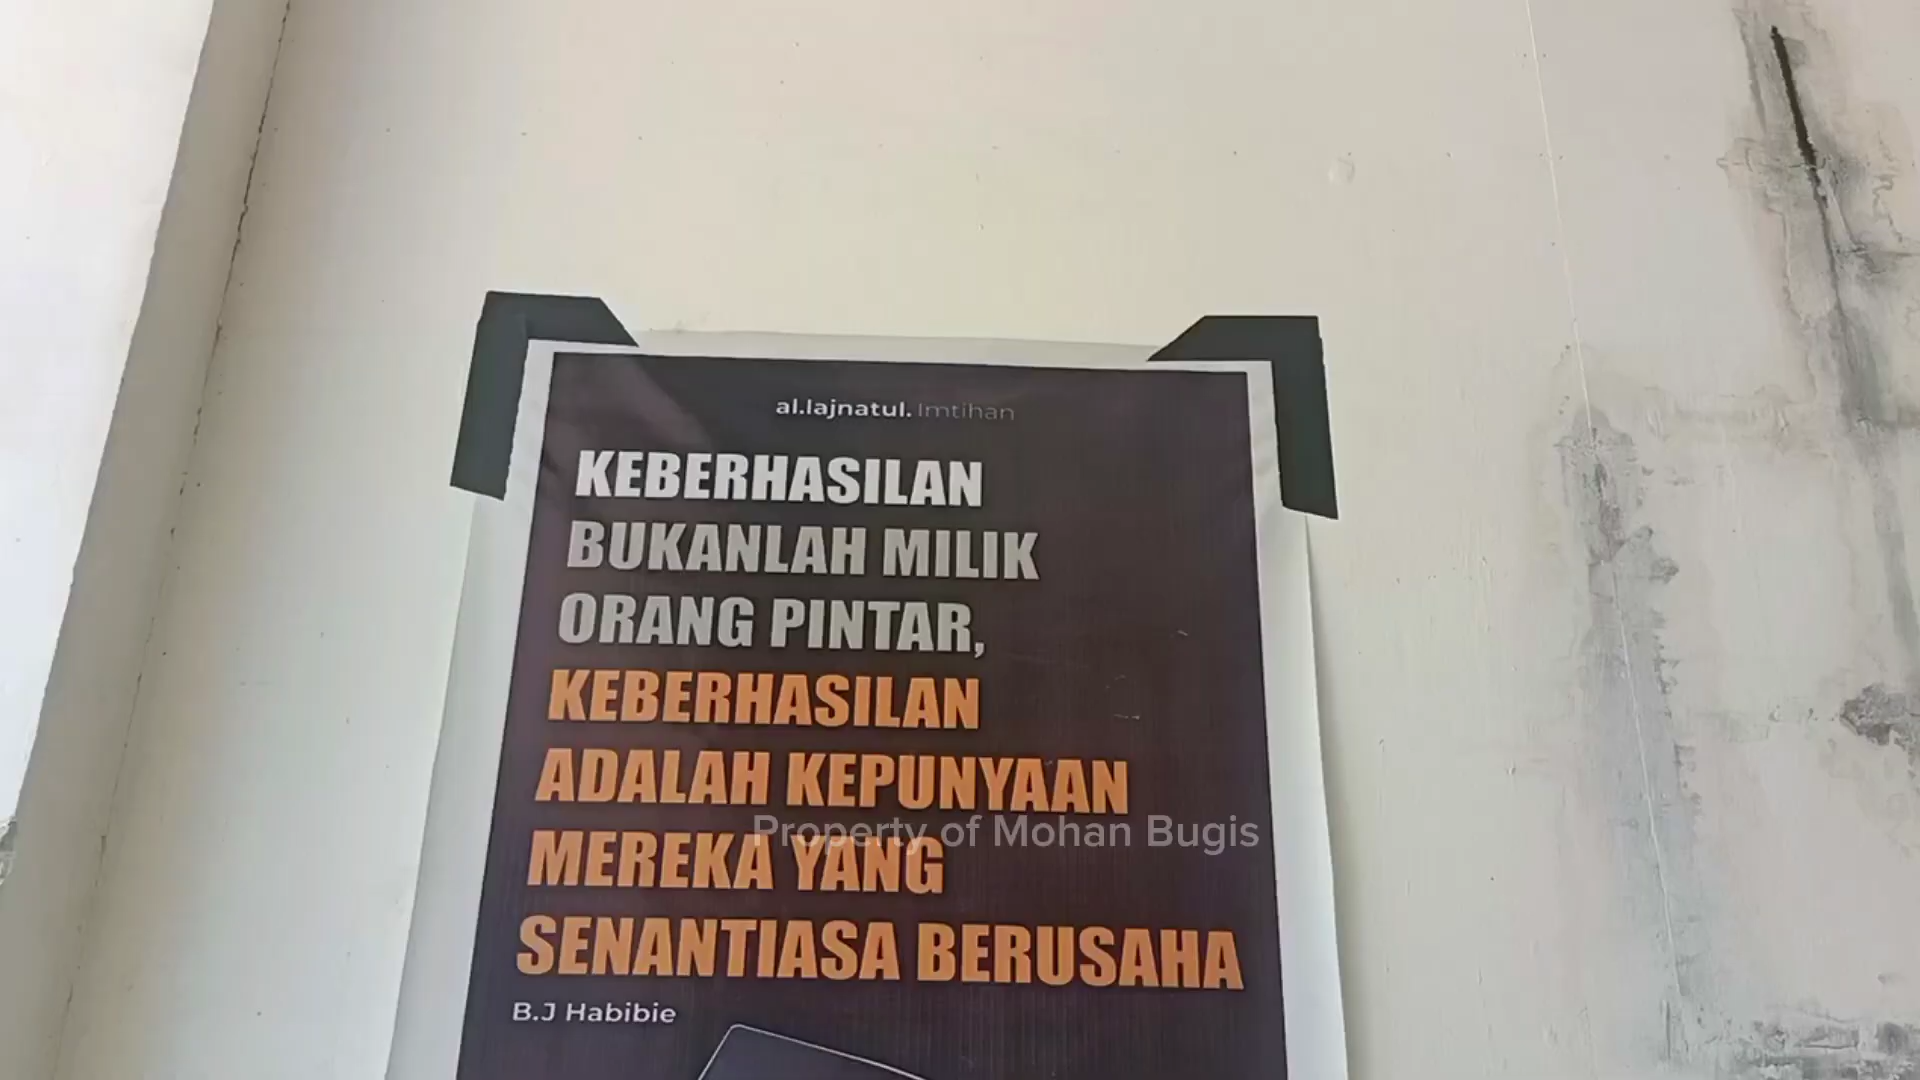 al.lajnatul.Imtihan
KEBERHASILAN
BUKANLAH MILIK
ORANG PINTAR,
KEBERHASILAN
ADALAH KEPUNYAAN
Property of Mohan Bugis
MEREKA YANG
SENANTIASA BERUSAHA
B.J Habibie